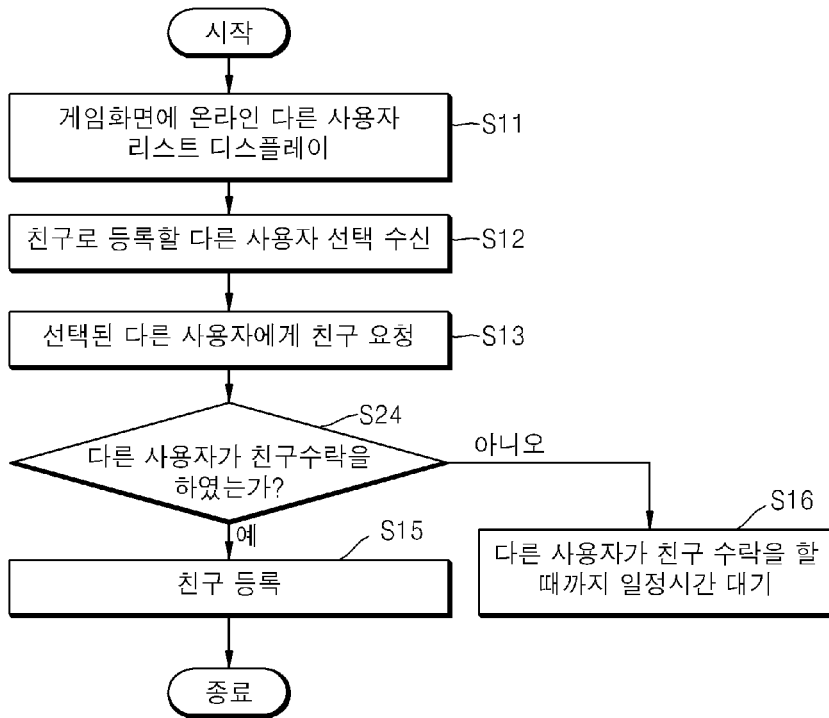 시작
게임화면에 온라인 다른 사용자
리스트 디스플레이
S11
친구로 등록할 다른 사용자 선택 수신
S12
선택된 다른 사용자에게 친구 요청
S13
S24
다른 사용자가 친구수락을
하였는가?
아니오
예
S15
친구 등록
S16
다른 사용자가 친구 수락을 할
때까지 일정시간 대기
종료